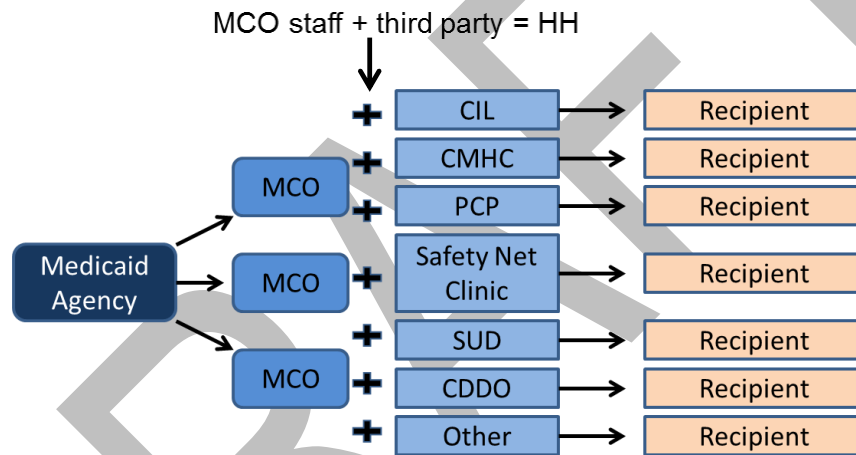 MCO staff + third party = HH
CIL
Recipient
CMHC
Recipient
MCO
PCP
Recipient
Medicaid
Agency
MCO
Safety Net
Clinic
Recipient
SUD
Recipient
MCO
CDDO
Recipient
Other
Recipient
DRAFT